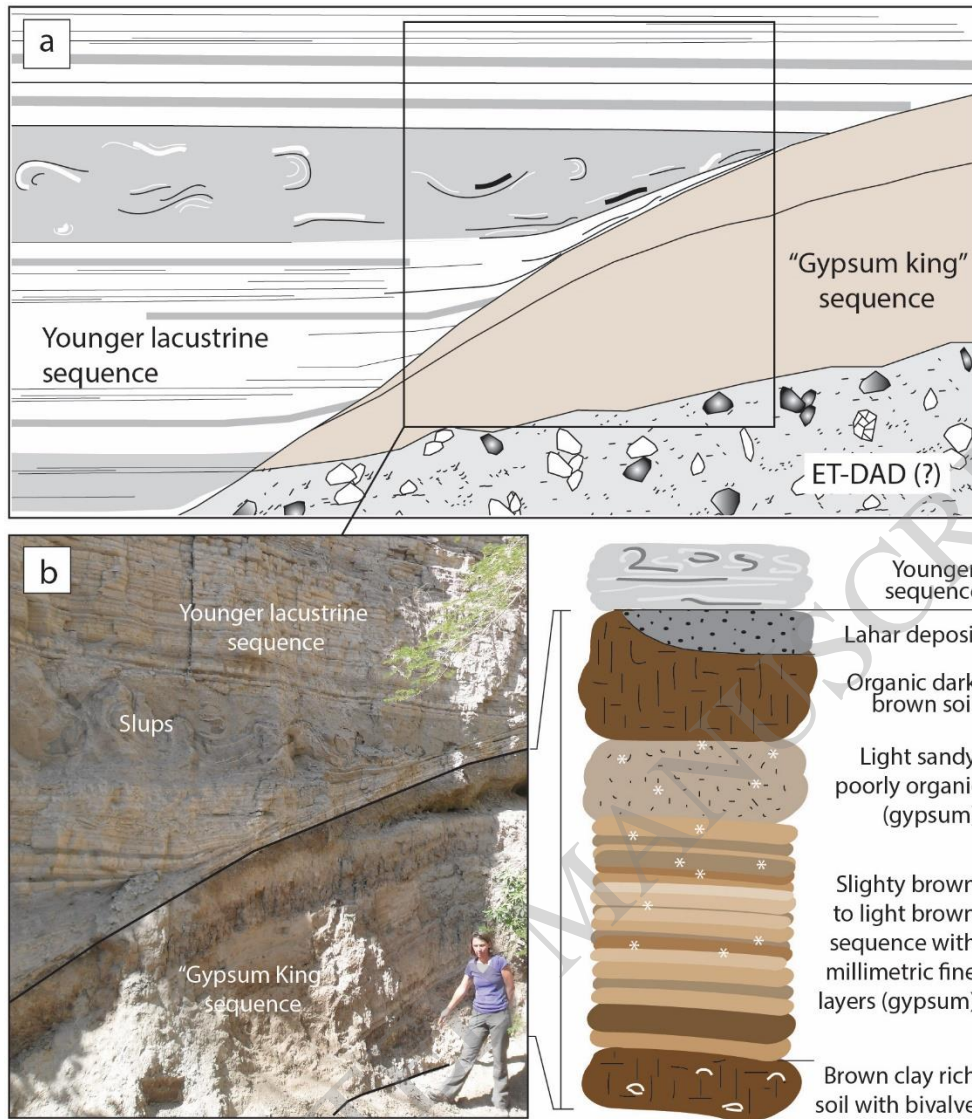 a
"Gypsum king"
sequence
Younger lacustrine
sequence
ET-DAD (?)
b
Younger lacustrine
sequence
Slups
"Gypsum King
sequence
Younger
sequence
Lahar deposi
Organic dark
brown soi
Light sandy
poorly organic
(gypsum
Slighty brown
to light brown
sequence with
millimetric fine
layers (gypsum)
Brown clay rich
soil with bivalve
MANUSCR